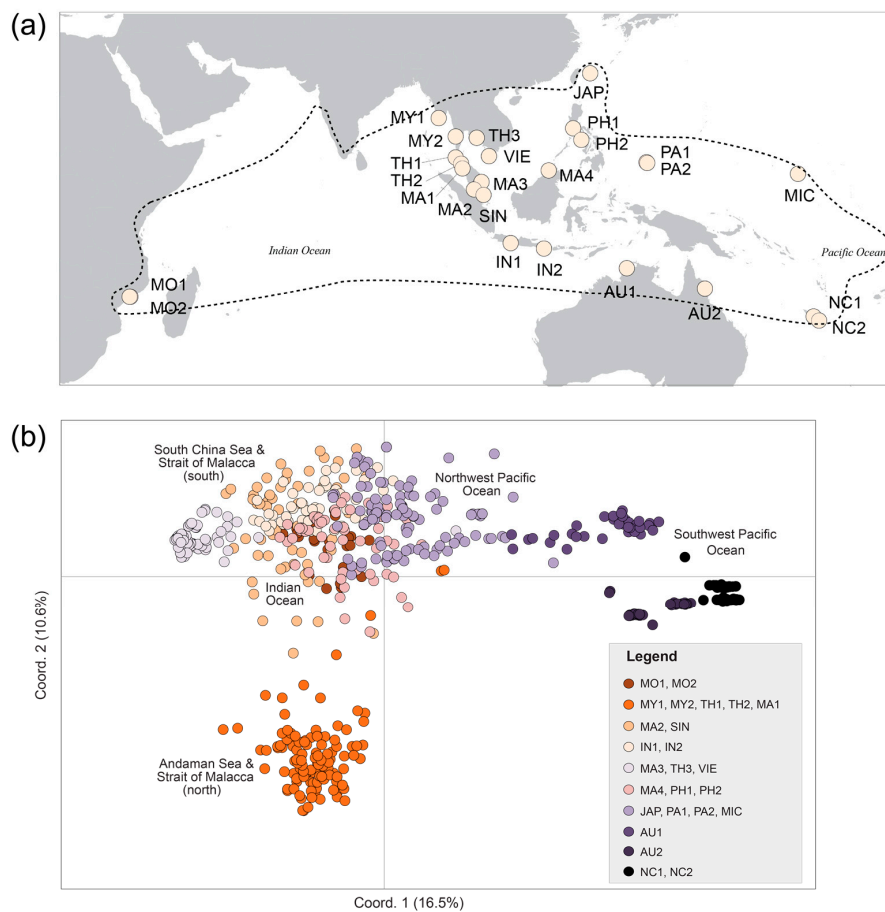 (a)
JAP
MY1
PH1
MY2
TH3
PH2
VIE
PA1
TH1
PA2
TH2
MA3
MA4
MIC
MA1
MA2
SIN
Indian Ocean
IN1
IN2
Pacific Ocean
MO1
MO2
AU1
AU2
NC1
NC2
(b)
South China Sea &
Strait of Malacca
(south)
Northwest Pacific
Ocean
Southwest Pacific
Ocean
Indian
Ocean
Andaman Sea &
Strait of Malacca
(north)
Coord. 2 (10.6%)
Legend
MO1, MO2
MY1, MY2, TH1, TH2, MA1
MA2, SIN
IN1, IN2
MA3, TH3, VIE
MA4, PH1, PH2
JAP, PA1, PA2, MIC
AU1
AU2
NC1, NC2
Coord. 1 (16.5%)